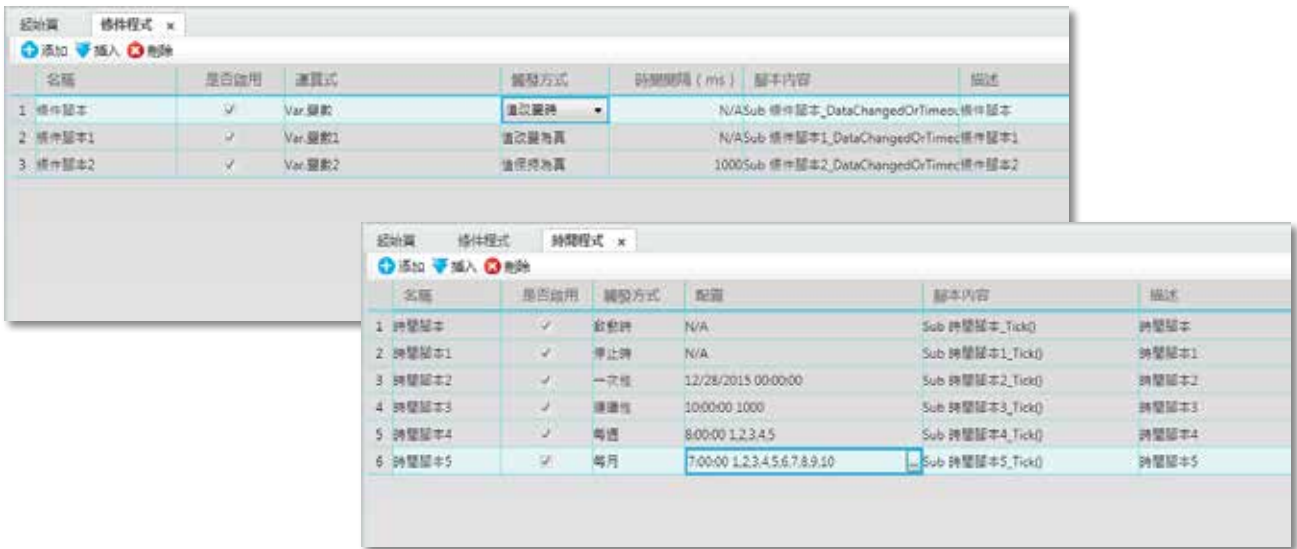 起始頁 條件程式 ×
添加 插入 刪除
名稱 是否啟用 運算式 觸發方式 時間間隔(ms) 腳本內容 描述
1 條件腳本 ✓ Var.變數 值改變時 N/A Sub 條件腳本_DataChangedOrTimeou 條件腳本
2 條件腳本1 ✓ Var.變數1 值改變為真 N/A Sub 條件腳本1_DataChangedOrTimec 條件腳本1
3 條件腳本2 ✓ Var.變數2 值保持為真 1000 Sub 條件腳本2_DataChangedOrTimec 條件腳本2
起始頁 條件程式 時間程式 ×
添加 插入 刪除
名稱 是否啟用 觸發方式 配置 腳本內容 描述
1 時間腳本 ✓ 啟動時 N/A Sub 時間腳本_Tick() 時間腳本
2 時間腳本1 ✓ 停止時 N/A Sub 時間腳本1_Tick() 時間腳本1
3 時間腳本2 ✓ 一次性 12/28/2015 00:00:00 Sub 時間腳本2_Tick() 時間腳本2
4 時間腳本3 ✓ 連續性 10:00:00 1000 Sub 時間腳本3_Tick() 時間腳本3
5 時間腳本4 ✓ 每週 8:00:00 1,2,3,4,5 Sub 時間腳本4_Tick() 時間腳本4
6 時間腳本5 ✓ 每月 7:00:00 1,2,3,4,5,6,7,8,9,10 ... Sub 時間腳本5_Tick() 時間腳本5